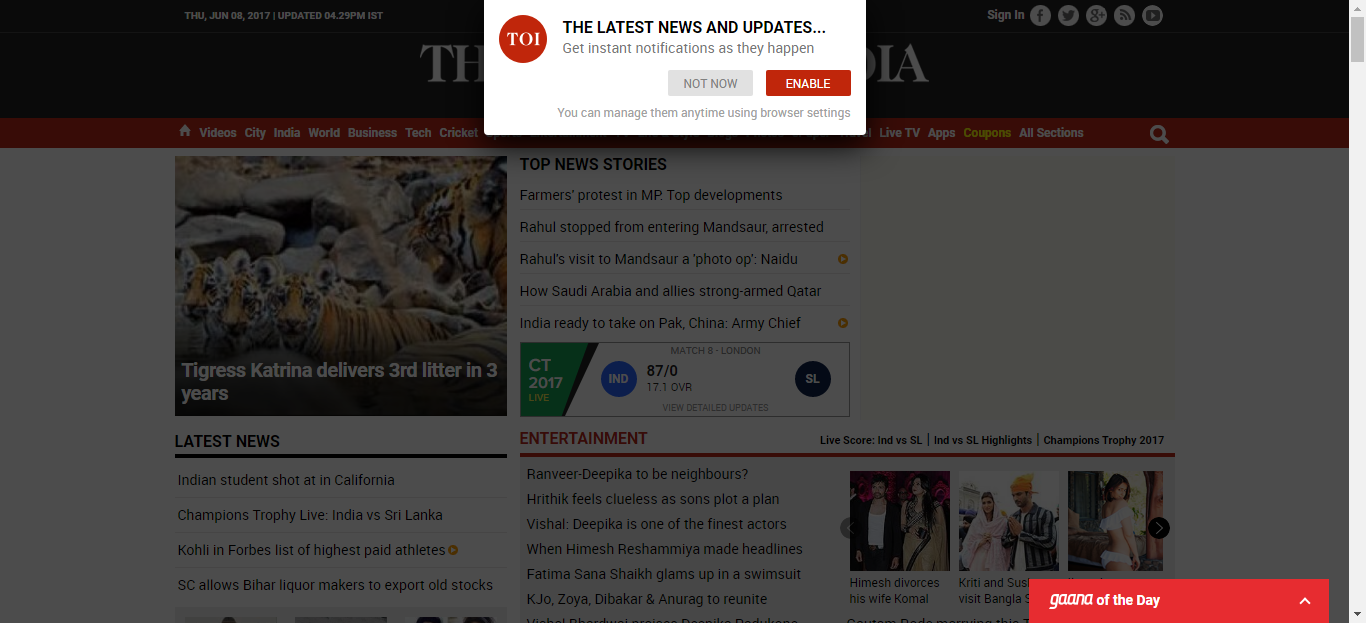 THU, JUN 08, 2017 | UPDATED 04.29PM IST
Sign In
TOI
THE LATEST NEWS AND UPDATES...
Get instant notifications as they happen
NOT NOW
ENABLE
You can manage them anytime using browser settings
Videos City India World Business Tech Cricket
Live TV Apps Coupons All Sections
TOP NEWS STORIES
Farmers' protest in MP: Top developments
Rahul stopped from entering Mandsaur, arrested
Rahul's visit to Mandsaur a 'photo op': Naidu
How Saudi Arabia and allies strong-armed Qatar
India ready to take on Pak, China: Army Chief
Tigress Katrina delivers 3rd litter in 3
years
CT
2017
LIVE
MATCH 8 - LONDON
IND
87/0
17.1 OVR
SL
VIEW DETAILED UPDATES
LATEST NEWS
Indian student shot at in California
Champions Trophy Live: India vs Sri Lanka
Kohli in Forbes list of highest paid athletes
SC allows Bihar liquor makers to export old stocks
ENTERTAINMENT
Live Score: Ind vs SL | Ind vs SL Highlights | Champions Trophy 2017
Ranveer-Deepika to be neighbours?
Hrithik feels clueless as sons plot a plan
Vishal: Deepika is one of the finest actors
When Himesh Reshammiya made headlines
Fatima Sana Shaikh glams up in a swimsuit
KJo, Zoya, Dibakar & Anurag to reunite
Himesh divorces
his wife Komal
Kriti and
visit Bangla
gaana of the Day